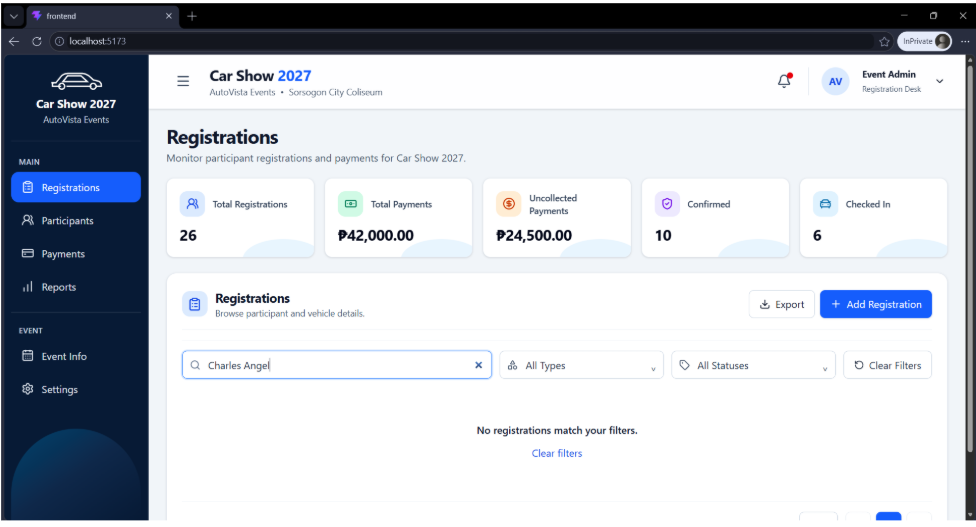 frontend
localhost:5173
InPrivate
Car Show 2027
AutoVista Events
MAIN
Registrations
Participants
Payments
Reports
EVENT
Event Info
Settings
Car Show 2027
AutoVista Events • Sorsogon City Coliseum
AV
Event Admin
Registration Desk
Registrations
Monitor participant registrations and payments for Car Show 2027.
Total Registrations
26
Total Payments
₱42,000.00
Uncollected
Payments
₱24,500.00
Confirmed
10
Checked In
6
Registrations
Browse participant and vehicle details.
Export
+ Add Registration
Charles Angel
All Types
All Statuses
Clear Filters
No registrations match your filters.
Clear filters